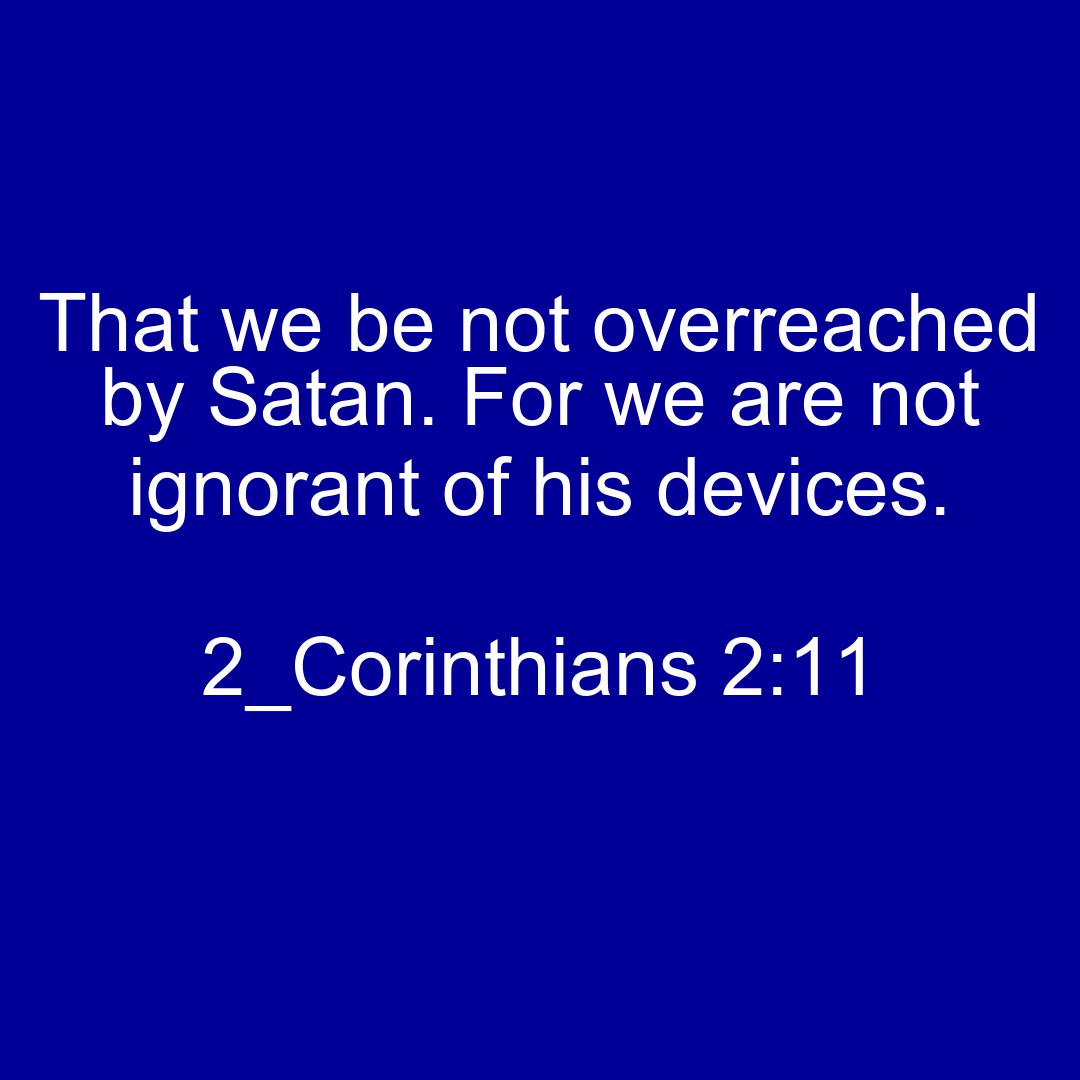 That we be not overreached
by Satan. For we are not
ignorant of his devices.
2_Corinthians 2:11